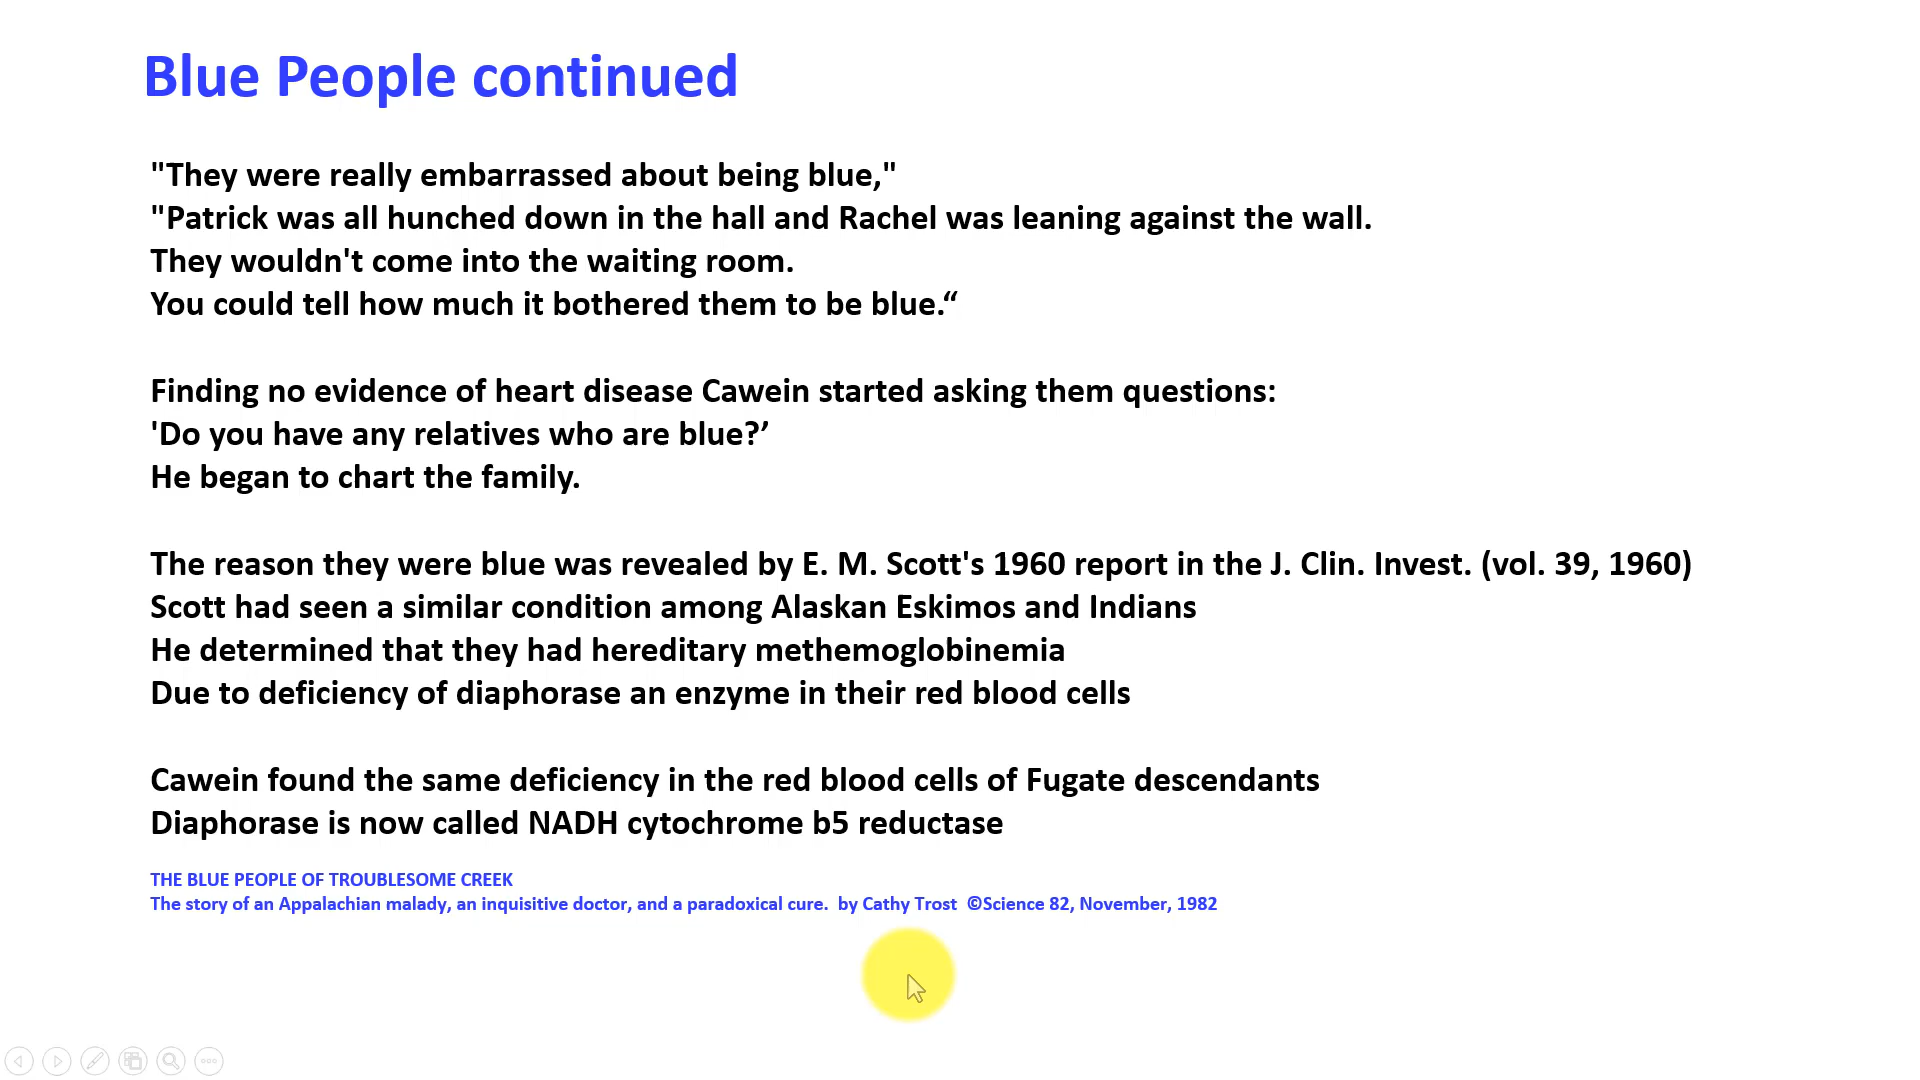 Blue People continued
"They were really embarrassed about being blue,"
"Patrick was all hunched down in the hall and Rachel was leaning against the wall.
They wouldn't come into the waiting room.
You could tell how much it bothered them to be blue.“
Finding no evidence of heart disease Cawein started asking them questions:
'Do you have any relatives who are blue?’
He began to chart the family.
The reason they were blue was revealed by E. M. Scott's 1960 report in the J. Clin. Invest. (vol. 39, 1960)
Scott had seen a similar condition among Alaskan Eskimos and Indians
He determined that they had hereditary methemoglobinemia
Due to deficiency of diaphorase an enzyme in their red blood cells
Cawein found the same deficiency in the red blood cells of Fugate descendants
Diaphorase is now called NADH cytochrome b5 reductase
THE BLUE PEOPLE OF TROUBLESOME CREEK
The story of an Appalachian malady, an inquisitive doctor, and a paradoxical cure.  by Cathy Trost  ©Science 82, November, 1982